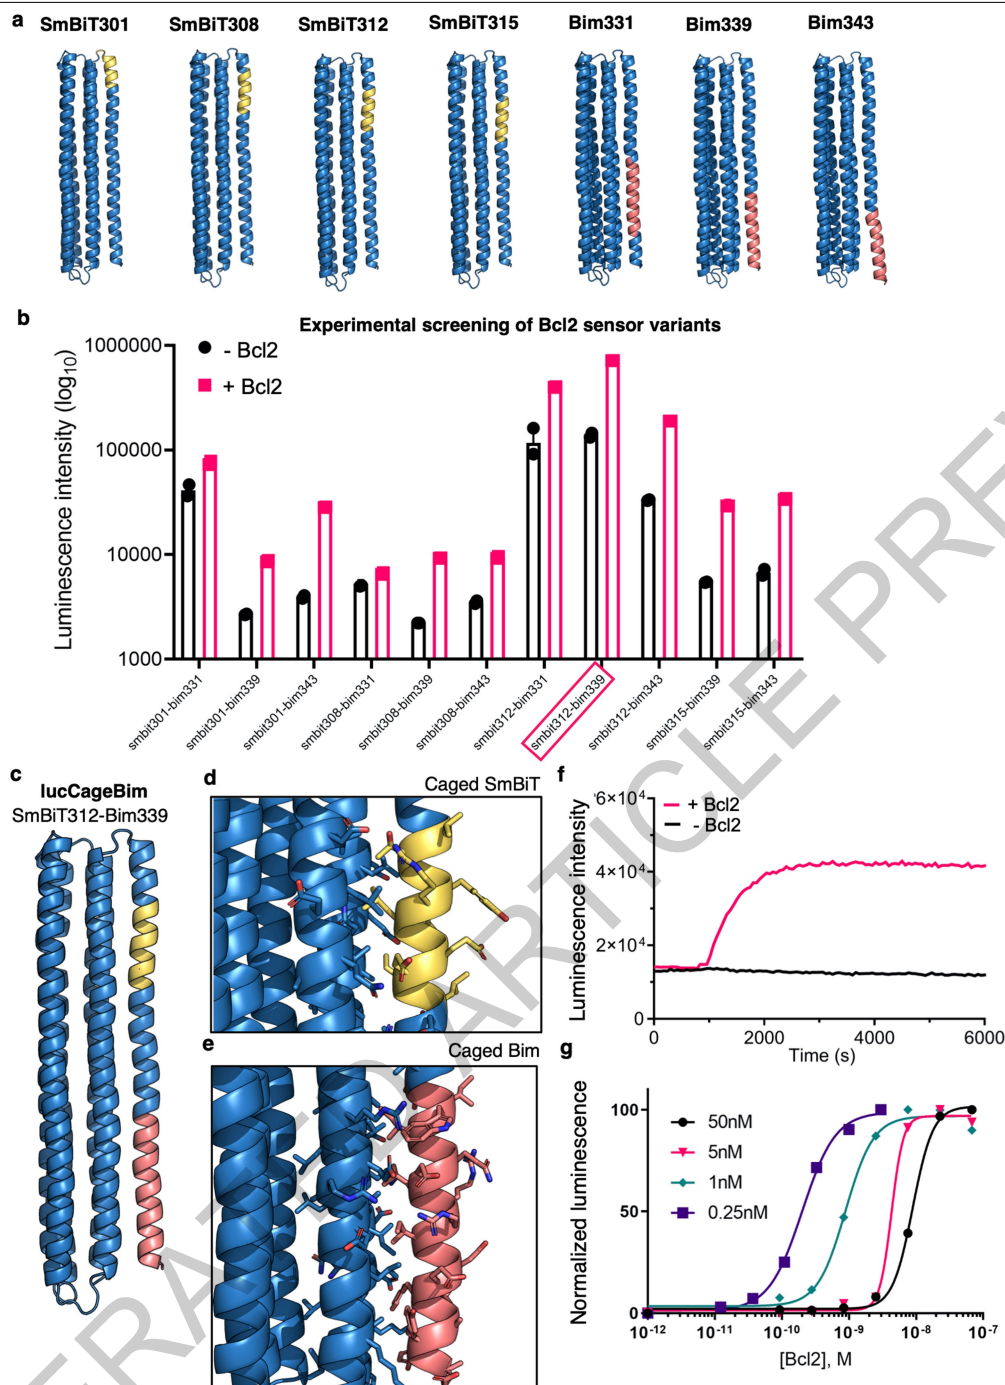 a
SmBiT301 SmBiT308 SmBiT312 SmBiT315 Bim331 Bim339 Bim343
b
Experimental screening of Bcl2 sensor variants
Luminescence intensity (log10)
1000000
100000
10000
1000
- Bcl2
+ Bcl2
smbit301-bim331
smbit301-bim339
smbit301-bim343
smbit308-bim331
smbit308-bim339
smbit308-bim343
smbit312-bim331
smbit312-bim339
smbit312-bim343
smbit315-bim339
smbit315-bim343
c
lucCageBim
SmBiT312-Bim339
d
Caged SmBiT
e
Caged Bim
f
Luminescence intensity
6×10⁴
4×10⁴
2×10⁴
0
+ Bcl2
- Bcl2
0 2000 4000 6000
Time (s)
g
Normalized luminescence
100
50
0
50nM
5nM
1nM
0.25nM
10⁻¹² 10⁻¹¹ 10⁻¹⁰ 10⁻⁹ 10⁻⁸ 10⁻⁷
[Bcl2], M
ERATED ARTICLE PRE